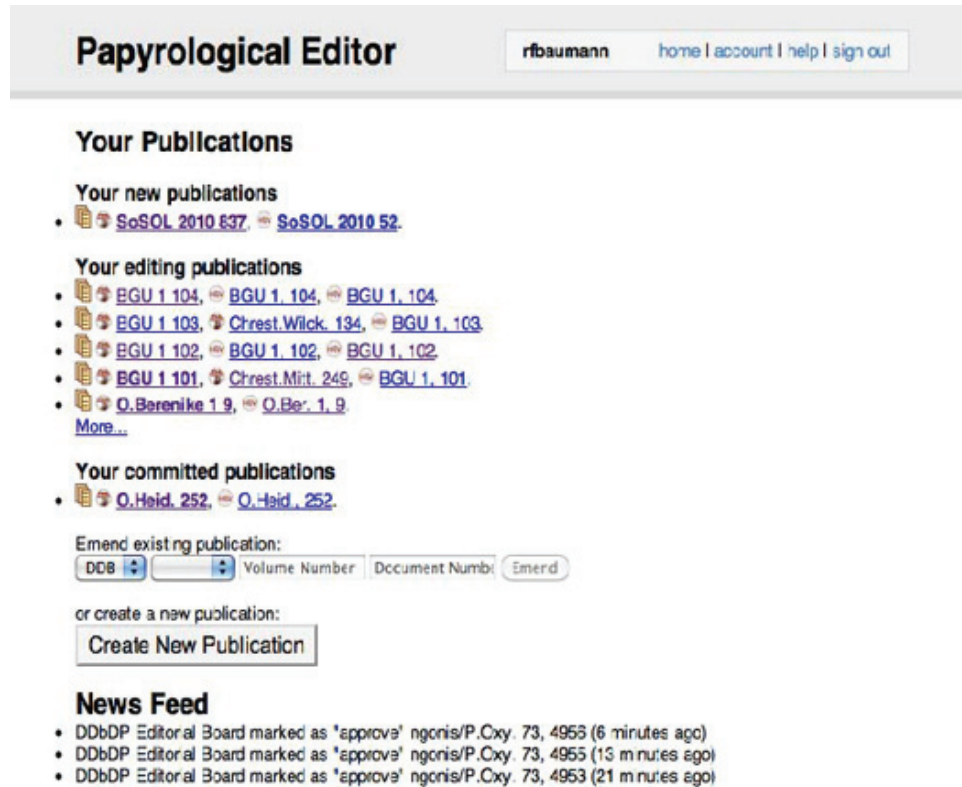 Papyrological Editor
rfbaumann home | account | help | sign out
Your Publications
Your new publications
SoSOL 2010 837, SoSOL 2010 52.
Your editing publications
BGU 1 104, BGU 1, 104, BGU 1, 104.
BGU 1 103, Chrest.Wilck. 134, BGU 1, 103.
BGU 1 102, BGU 1, 102, BGU 1, 102.
BGU 1 101, Chrest.Mitt. 249, BGU 1, 101.
O.Berenike 1 9, O.Ber. 1, 9.
More...
Your committed publications
O.Heid. 252, O.Heid., 252.
Emend existing publication:
DDB Volume Number Document Numbe Emend
or create a new publication:
Create New Publication
News Feed
DDbDP Editorial Board marked as "approve" ngonis/P.Oxy. 73, 4956 (6 minutes ago)
DDbDP Editorial Board marked as "approve" ngonis/P.Oxy. 73, 4955 (13 minutes ago)
DDbDP Editorial Board marked as "approve" ngonis/P.Oxy. 73, 4953 (21 minutes ago)